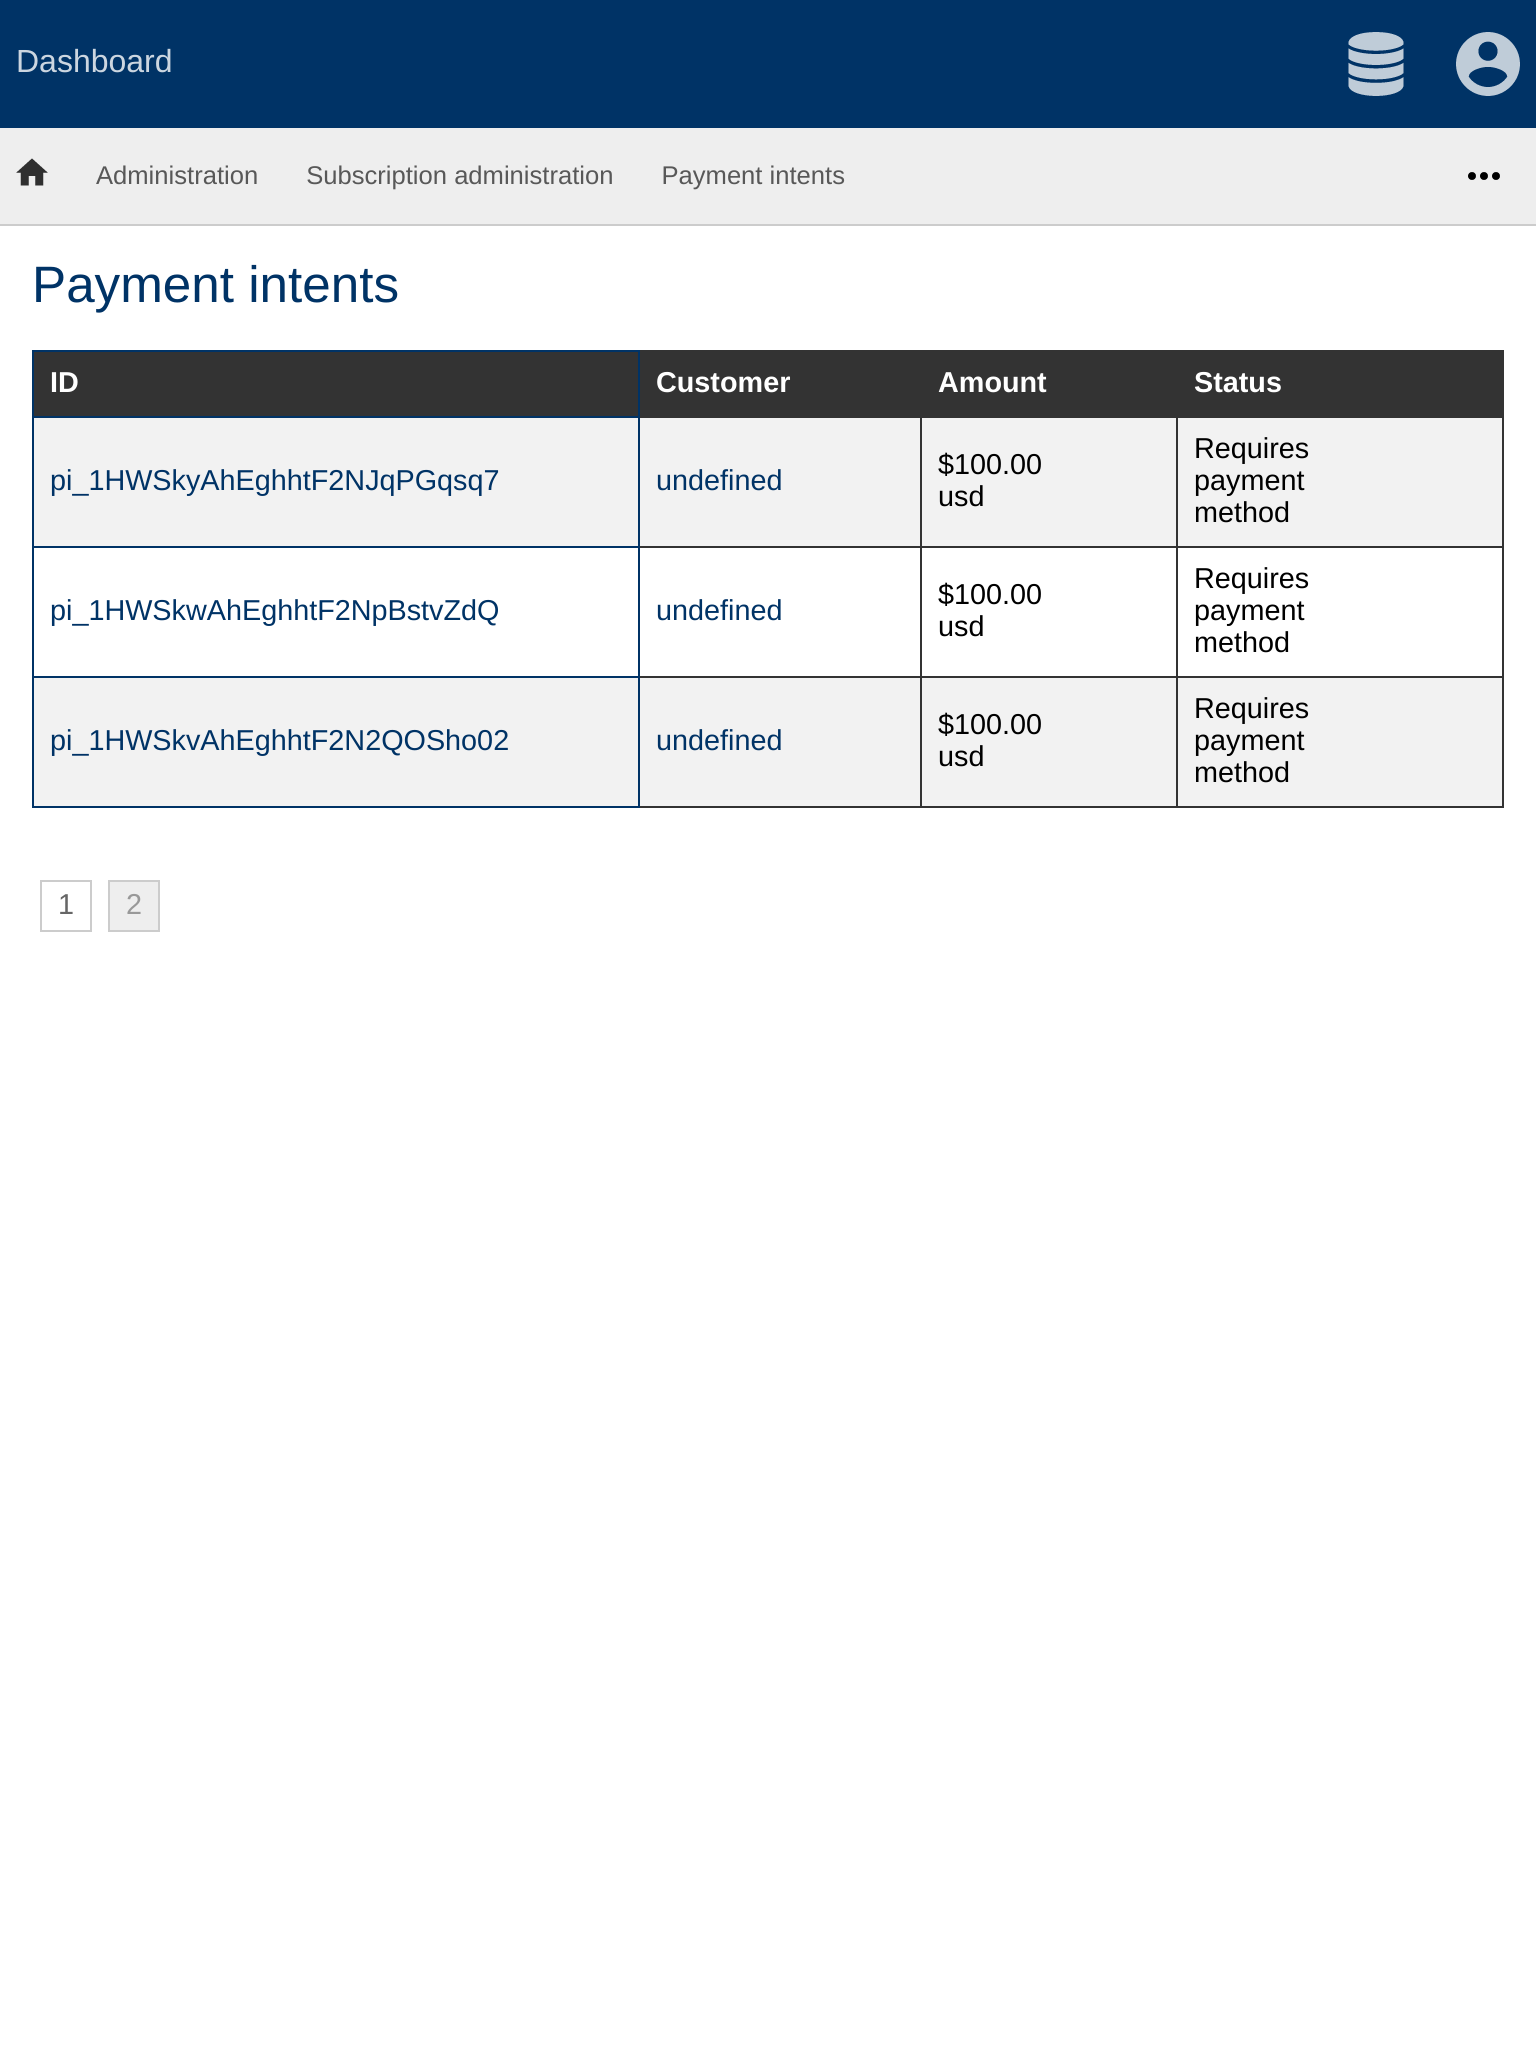 Dashboard
Administration Subscription administration Payment intents
Payment intents
ID Customer Amount Status
pi_1HWSkyAhEghhtF2NJqPGqsq7 undefined $100.00
usd Requires
payment
method
pi_1HWSkwAhEghhtF2NpBstvZdQ undefined $100.00
usd Requires
payment
method
pi_1HWSkvAhEghhtF2N2QOSho02 undefined $100.00
usd Requires
payment
method
1 2